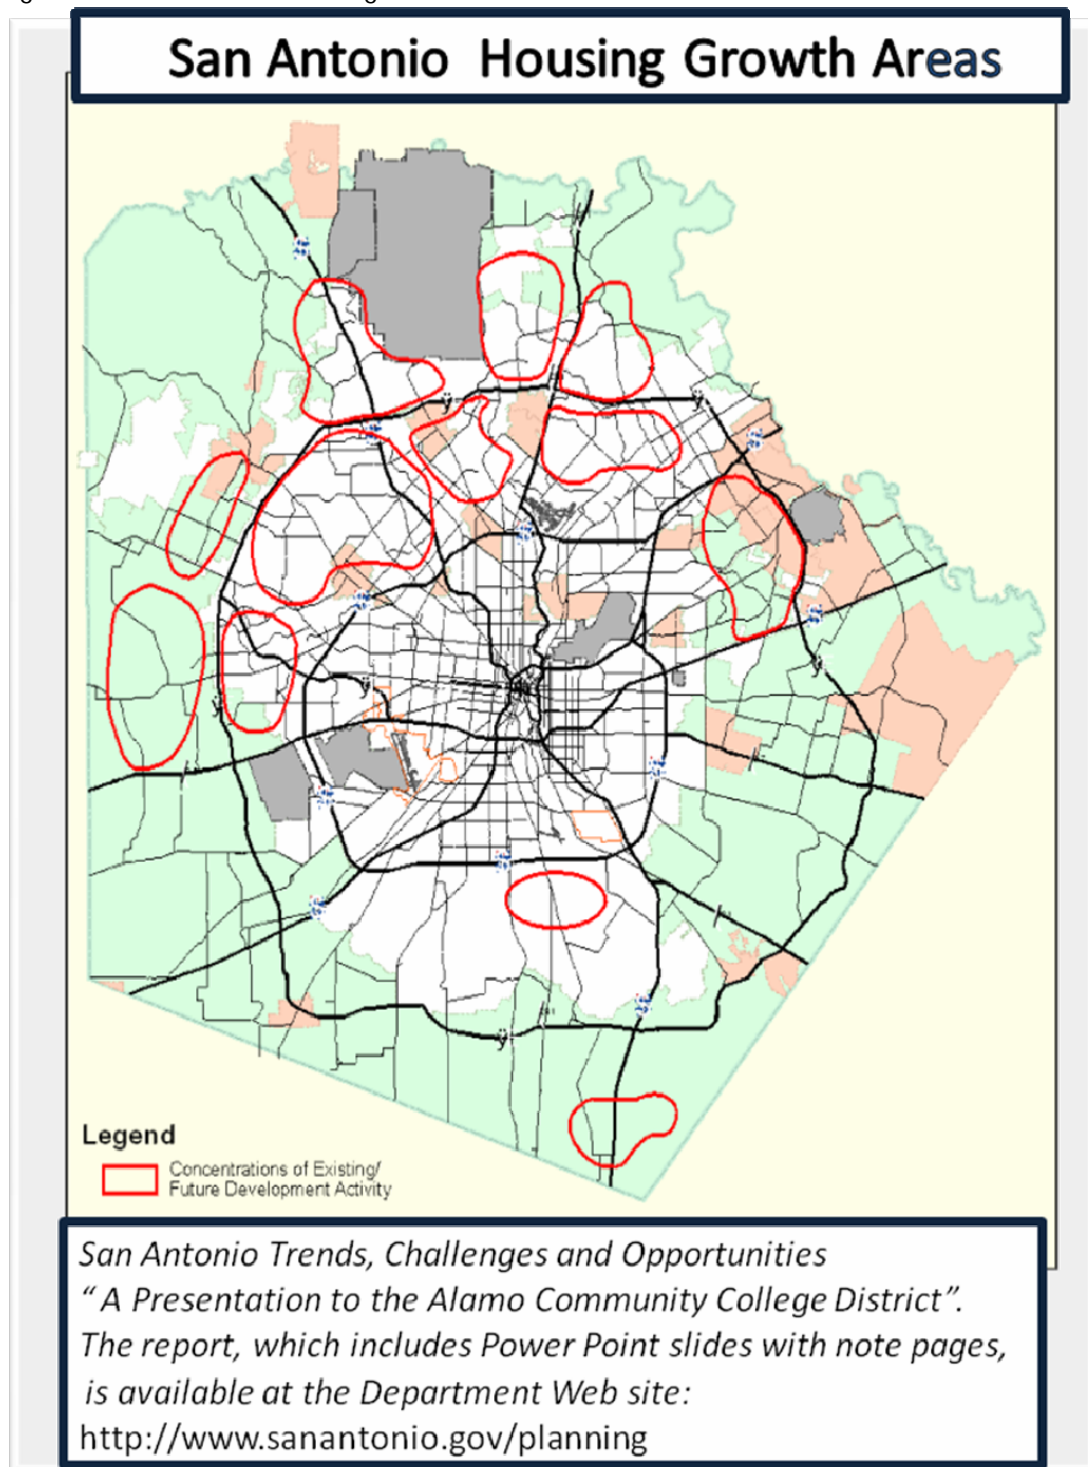 San Antonio Housing Growth Areas
Legend
Concentrations of Existing/
Future Development Activity
San Antonio Trends, Challenges and Opportunities
“ A Presentation to the Alamo Community College District”.
The report, which includes Power Point slides with note pages,
is available at the Department Web site:
http://www.sanantonio.gov/planning